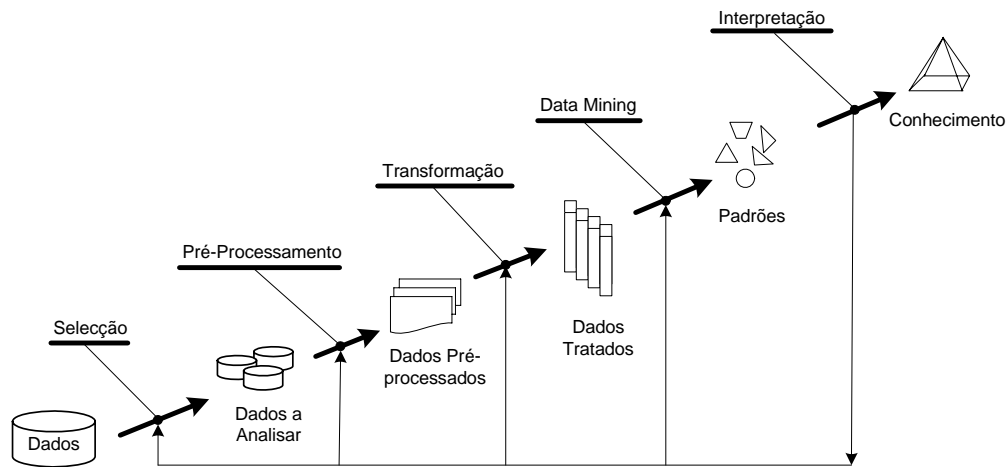 Interpretação
Conhecimento
Data Mining
Padrões
Transformação
Dados
Tratados
Pré-Processamento
Dados Pré-
processados
Selecção
Dados a
Analisar
Dados